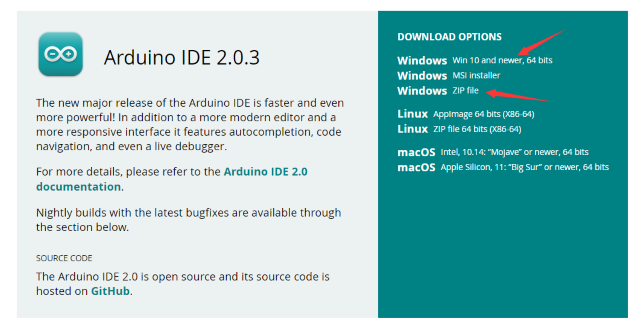 Arduino IDE 2.0.3
The new major release of the Arduino IDE is faster and even
more powerful! In addition to a more modern editor and a
more responsive interface it features autocompletion, code
navigation, and even a live debugger.
For more details, please refer to the Arduino IDE 2.0
documentation.
Nightly builds with the latest bugfixes are available through
the section below.
SOURCE CODE
The Arduino IDE 2.0 is open source and its source code is
hosted on GitHub.
DOWNLOAD OPTIONS
Windows Win 10 and newer, 64 bits
Windows MSI installer
Windows ZIP file
Linux AppImage 64 bits (X86-64)
Linux ZIP file 64 bits (X86-64)
macOS Intel, 10.14: “Mojave” or newer, 64 bits
macOS Apple Silicon, 11: “Big Sur” or newer, 64 bits